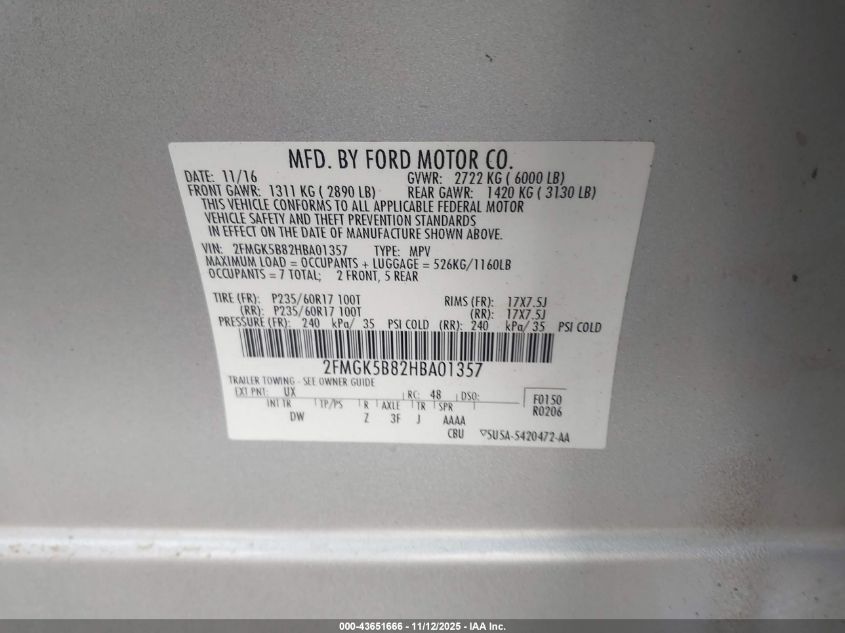 MFD. BY FORD MOTOR CO.
DATE: 11/16 GVWR: 2722 KG ( 6000 LB)
FRONT GAWR: 1311 KG ( 2890 LB) REAR GAWR: 1420 KG ( 3130 LB)
THIS VEHICLE CONFORMS TO ALL APPLICABLE FEDERAL MOTOR
VEHICLE SAFETY AND THEFT PREVENTION STANDARDS
IN EFFECT ON THE DATE OF MANUFACTURE SHOWN ABOVE.
VIN: 2FMGK5B82HBA01357 TYPE: MPV
MAXIMUM LOAD = OCCUPANTS + LUGGAGE = 526KG/1160LB
OCCUPANTS = 7 TOTAL; 2 FRONT, 5 REAR
TIRE (FR): P235/60R17 100T RIMS (FR): 17X7.5J
(RR): P235/60R17 100T (RR): 17X7.5J
PRESSURE (FR): 240 kPa/ 35 PSI COLD (RR): 240 kPa/ 35 PSI COLD
2FMGK5B82HBA01357
TRAILER TOWING - SEE OWNER GUIDE
EXT PNT: UX RC: 48 DSO: F0150
INT TR TP/PS R AXLE TR SPR R0206
DW Z 3F J AAAA
CBU 5USA-5420472-AA
000-43651666 - 11/12/2025 - IAA Inc.